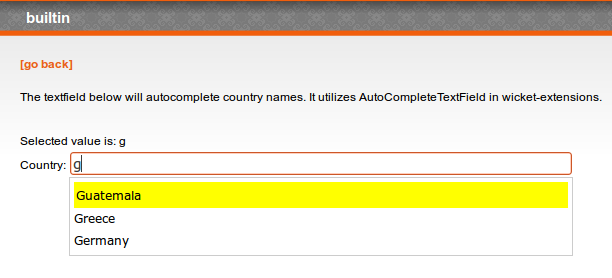 builtin
[go back]
The textfield below will autocomplete country names. It utilizes AutoCompleteTextField in wicket-extensions.
Selected value is: g
Country: g
Guatemala
Greece
Germany